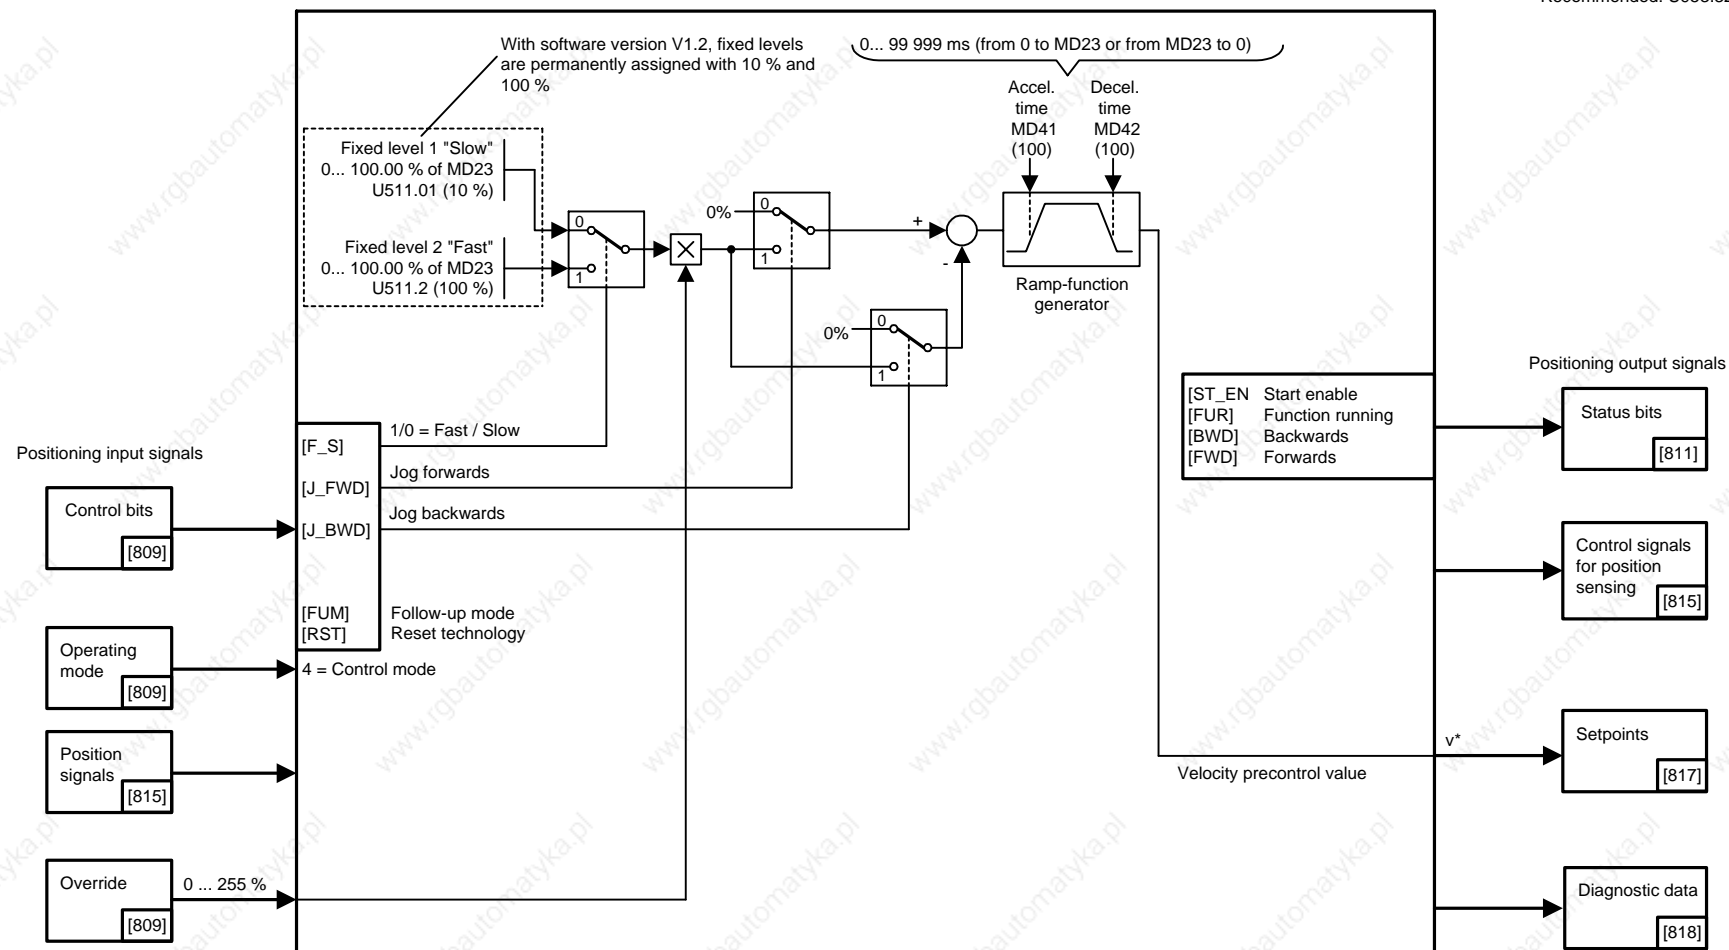 With software version V1.2, fixed levels
are permanently assigned with 10 % and
100 %
0... 99 999 ms (from 0 to MD23 or from MD23 to 0)
Accel.
time
MD41
(100)
Decel.
time
MD42
(100)
Fixed level 1 "Slow"
0... 100.00 % of MD23
U511.01 (10 %)
Fixed level 2 "Fast"
0... 100.00 % of MD23
U511.2 (100 %)
0
1
0%
0
1
+
-
0%
0
1
Ramp-function
generator
Positioning input signals
Control bits
[809]
Operating
mode
[809]
Position
signals
[815]
Override
[809]
0 ... 255 %
[F_S]
1/0 = Fast / Slow
[J_FWD]
Jog forwards
[J_BWD]
Jog backwards
[FUM] Follow-up mode
[RST] Reset technology
4 = Control mode
[ST_EN Start enable
[FUR] Function running
[BWD] Backwards
[FWD] Forwards
Velocity precontrol value
v*
Positioning output signals
Status bits
[811]
Control signals
for position
sensing
[815]
Setpoints
[817]
Diagnostic data
[818]
www.rgbautomatyka.pl